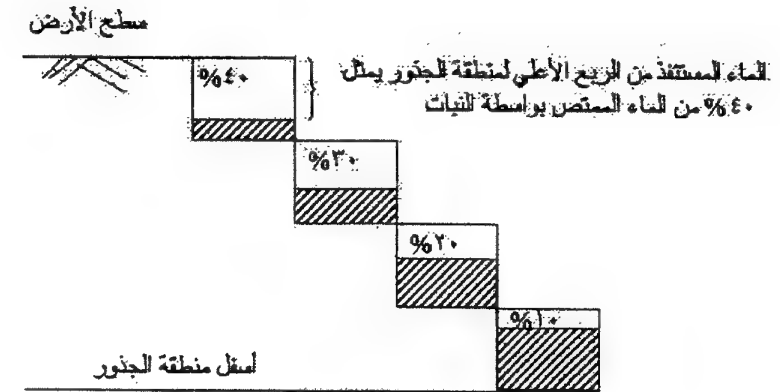 سطح الأرض
%٤٠
الماء المستنفذ من الربع الأعلي لمنطقة الجذور يمثل
٤٠% من الماء الممتص بواسطة النبات
%٣٠
%٢٠
%١٠
أسفل منطقة الجذور